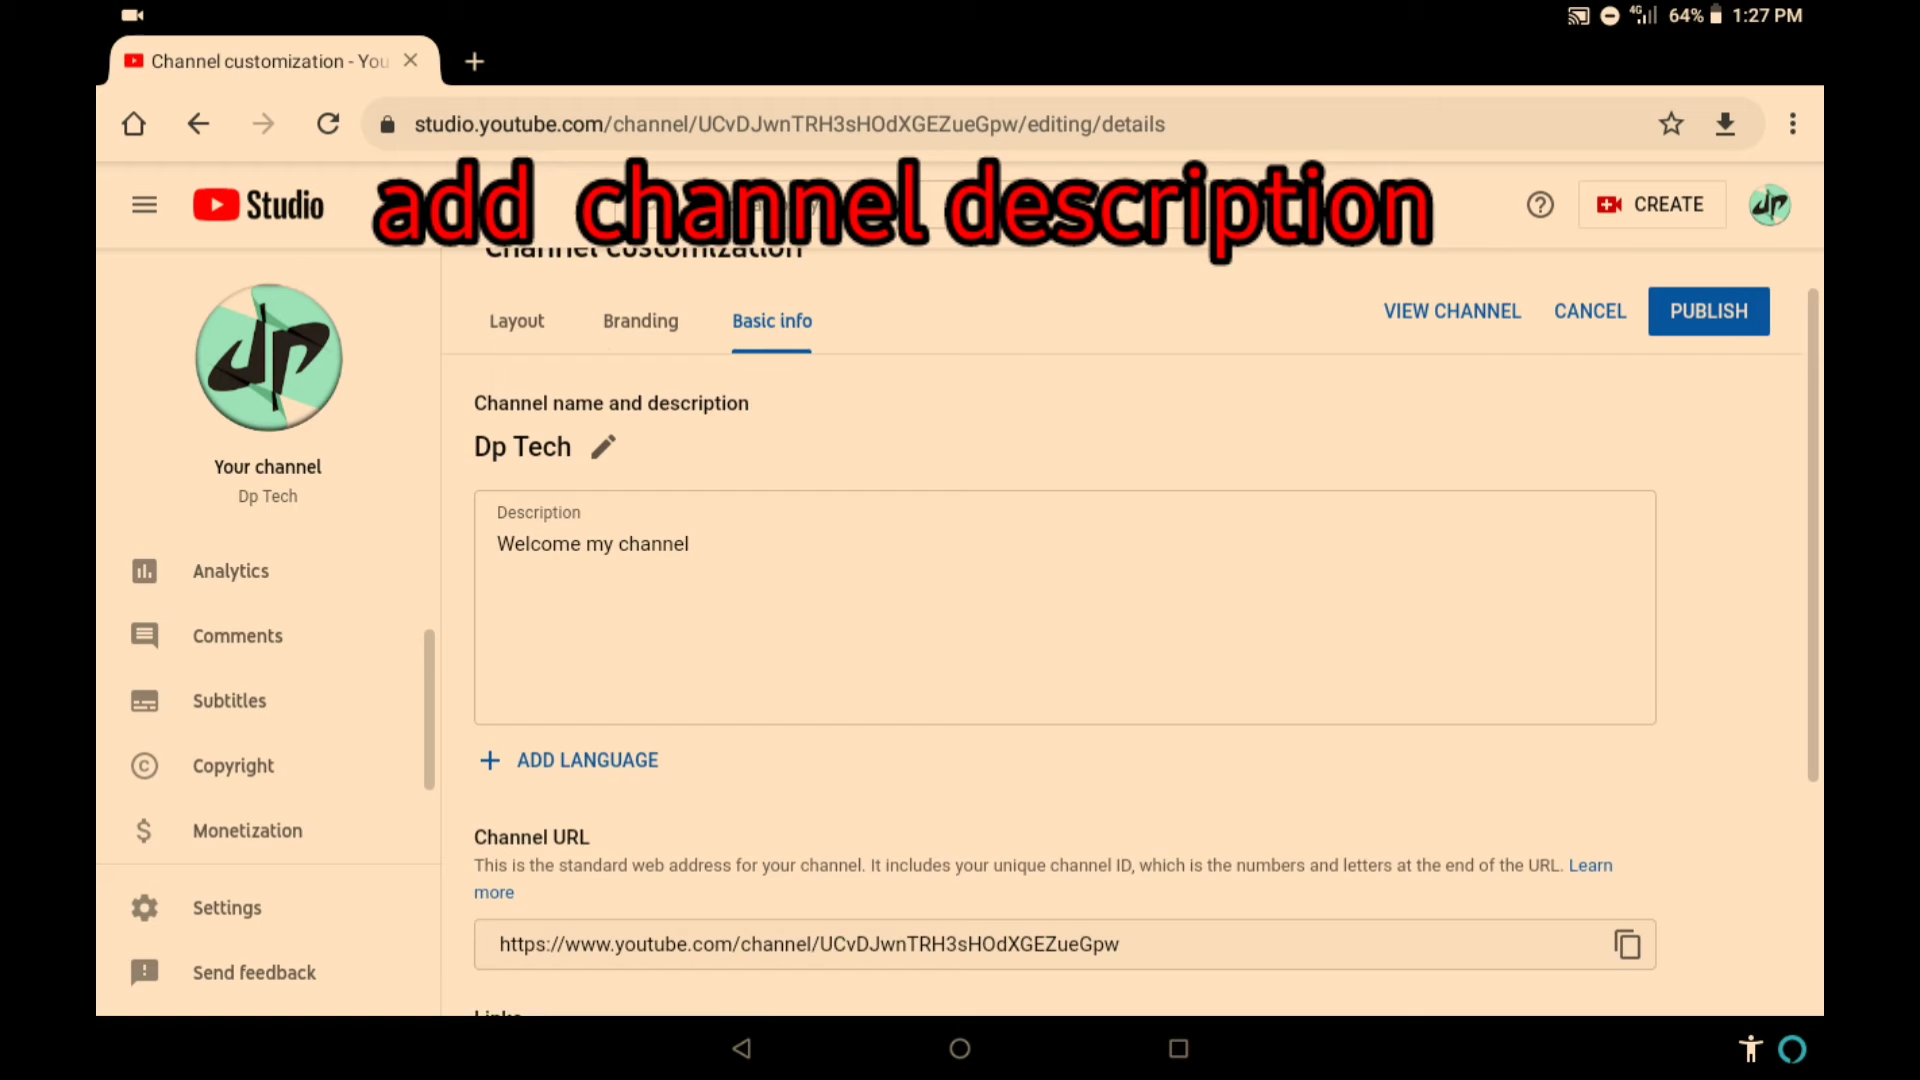 4G 64% 1:27 PM
Channel customization - You
studio.youtube.com/channel/UCvDJwnTRH3sHOdXGEZueGpw/editing/details
Studio
add channel description
CREATE
Channel customization
Layout
Branding
Basic info
VIEW CHANNEL
CANCEL
PUBLISH
Your channel
Dp Tech
Analytics
Comments
Subtitles
Copyright
Monetization
Settings
Send feedback
Channel name and description
Dp Tech
Description
Welcome my channel
ADD LANGUAGE
Channel URL
This is the standard web address for your channel. It includes your unique channel ID, which is the numbers and letters at the end of the URL. Learn
more
https://www.youtube.com/channel/UCvDJwnTRH3sHOdXGEZueGpw
Links